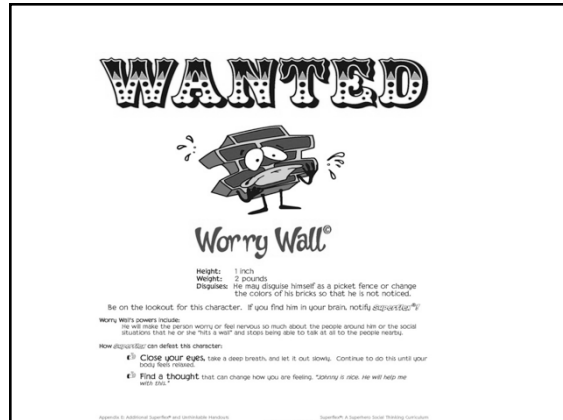 WANTED
Worry Wall©
Height: 1 inch
Weight: 2 pounds
Disguises: He may disguise himself as a picket fence or change
the colors of his bricks so that he is not noticed.
Be on the lookout for this character. If you find him in your brain, notify Superflex®!
Worry Wall's powers include:
He will make the person worry or feel nervous so much about the people around him or the social
situations that he or she "hits a wall" and stops being able to talk at all to the people nearby.
How Superflex can defeat this character:
Close your eyes, take a deep breath, and let it out slowly. Continue to do this until your
body feels relaxed.
Find a thought that can change how you are feeling. "Johnny is nice. He will help me
with this."
Appendix E: Additional Superflex® and Unthinkable Handouts
Superflex®: A Superhero Social Thinking Curriculum